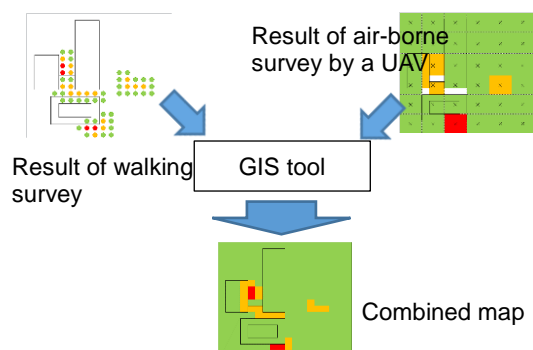 Result of air-borne
survey by a UAV
Result of walking
survey
GIS tool
Combined map